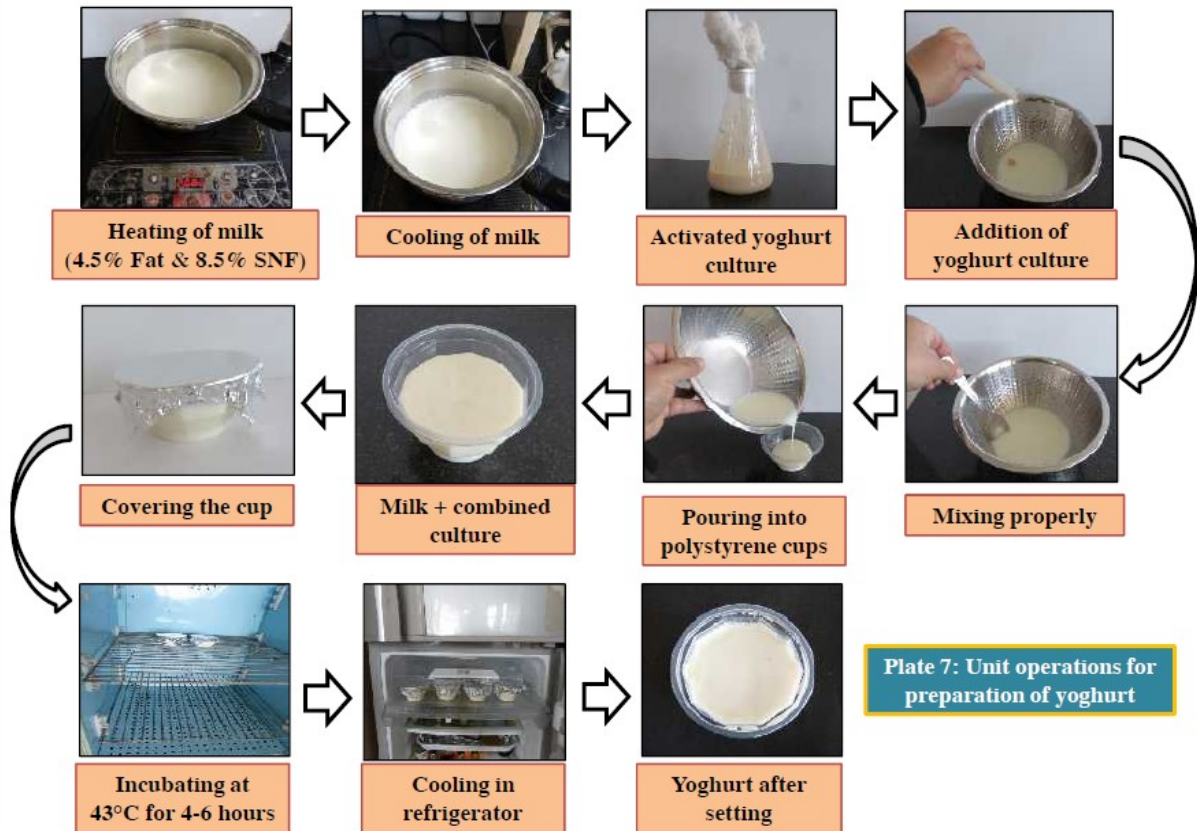 Heating of milk
(4.5% Fat & 8.5% SNF)
Cooling of milk
Activated yoghurt
culture
Addition of
yoghurt culture
Mixing properly
Pouring into
polystyrene cups
Milk + combined
culture
Covering the cup
Incubating at
43°C for 4-6 hours
Cooling in
refrigerator
Yoghurt after
setting
Plate 7: Unit operations for
preparation of yoghurt